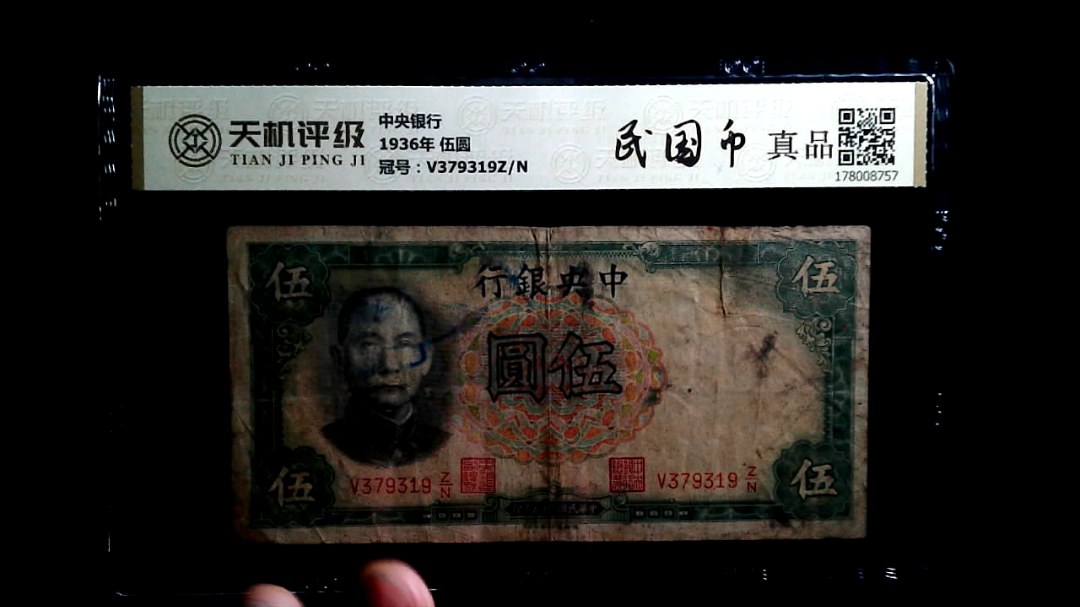 天机评级
TIAN JI PING JI
中央银行
1936年 伍圆
冠号：V379319Z/N
民国币
真品
178008757
伍
行銀央中
伍
圓伍
V379319 Z/N
V379319 Z/N
伍
伍